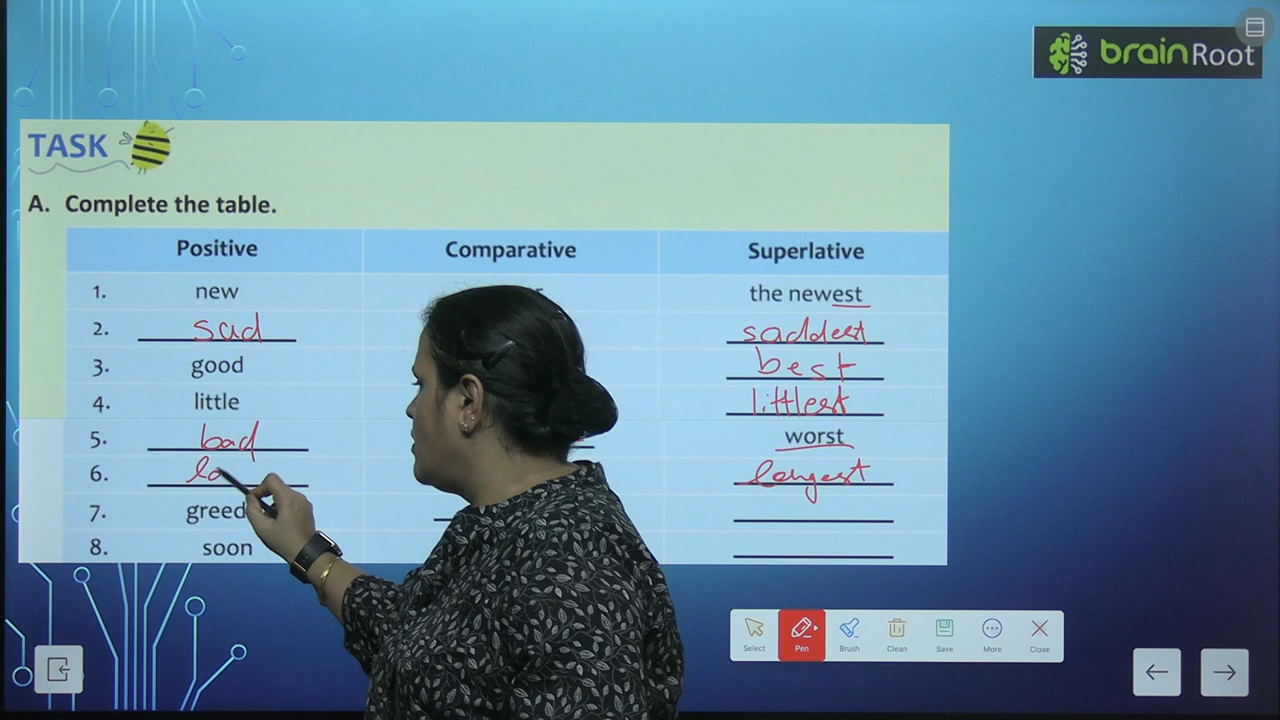 brainRoot
TASK
A. Complete the table.
Positive Comparative Superlative
1. new the newest
2. sad saddest
3. good best
4. little littlest
5. bad worst
6. lo longest
7. greed
8. soon
Select Pen Brush Clean Save More Close